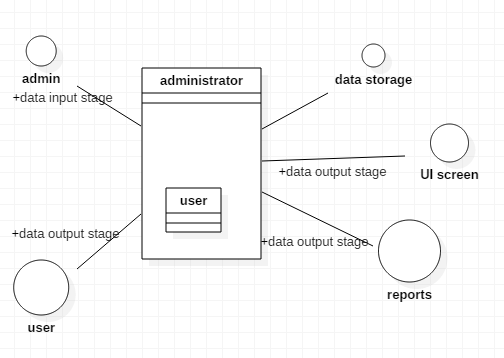 admin
+data input stage
administrator
data storage
UI screen
+data output stage
user
+data output stage
+data output stage
reports
user